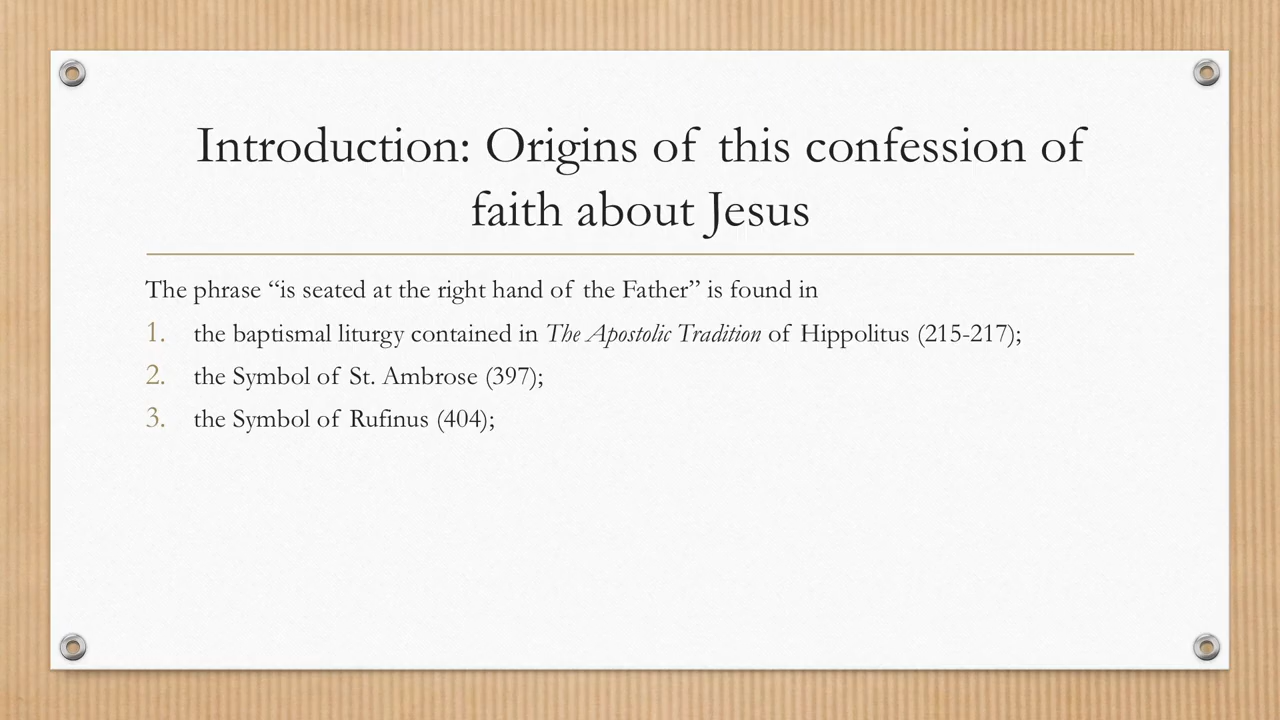 Introduction: Origins of this confession of
faith about Jesus
The phrase “is seated at the right hand of the Father” is found in
1. the baptismal liturgy contained in The Apostolic Tradition of Hippolitus (215-217);
2. the Symbol of St. Ambrose (397);
3. the Symbol of Rufinus (404);